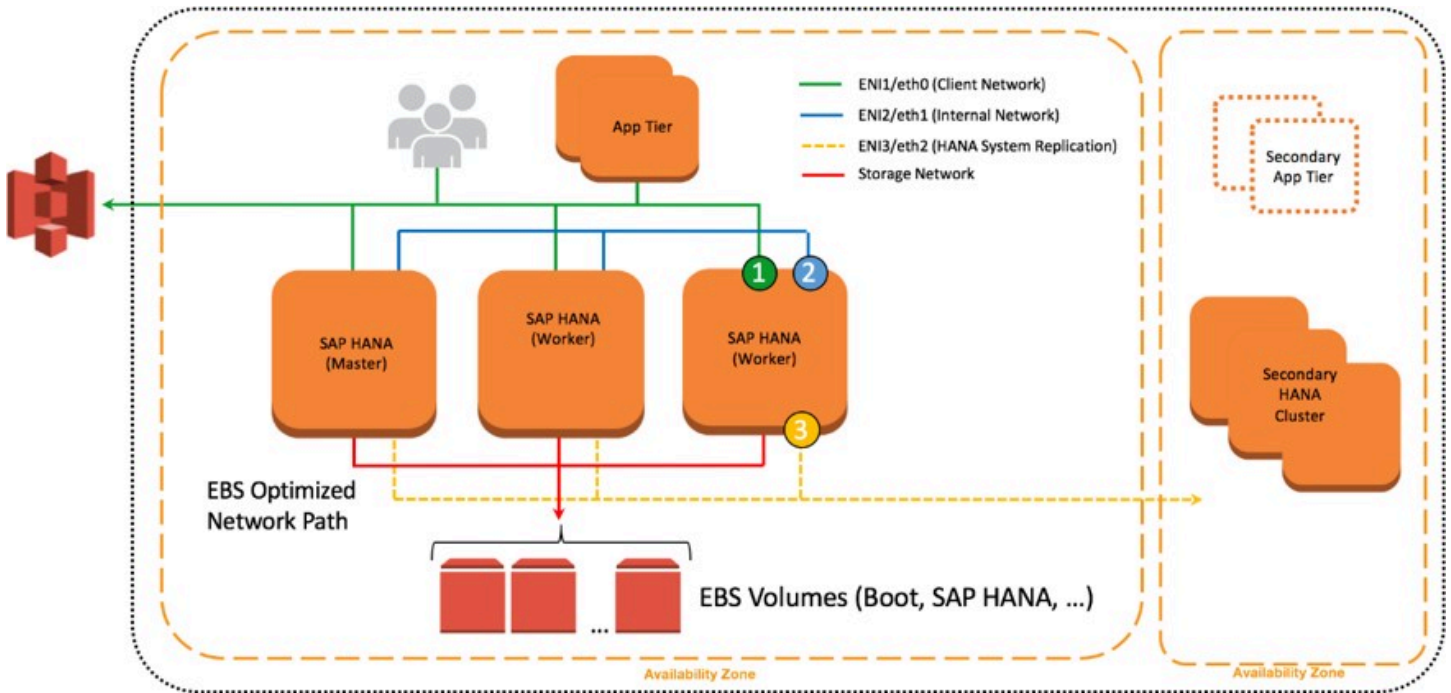 App Tier
ENI1/eth0 (Client Network)
ENI2/eth1 (Internal Network)
ENI3/eth2 (HANA System Replication)
Storage Network
Secondary
App Tier
1
2
SAP HANA
(Master)
SAP HANA
(Worker)
SAP HANA
(Worker)
3
Secondary
HANA
Cluster
EBS Optimized
Network Path
EBS Volumes (Boot, SAP HANA, ...)
...
Availability Zone
Availability Zone